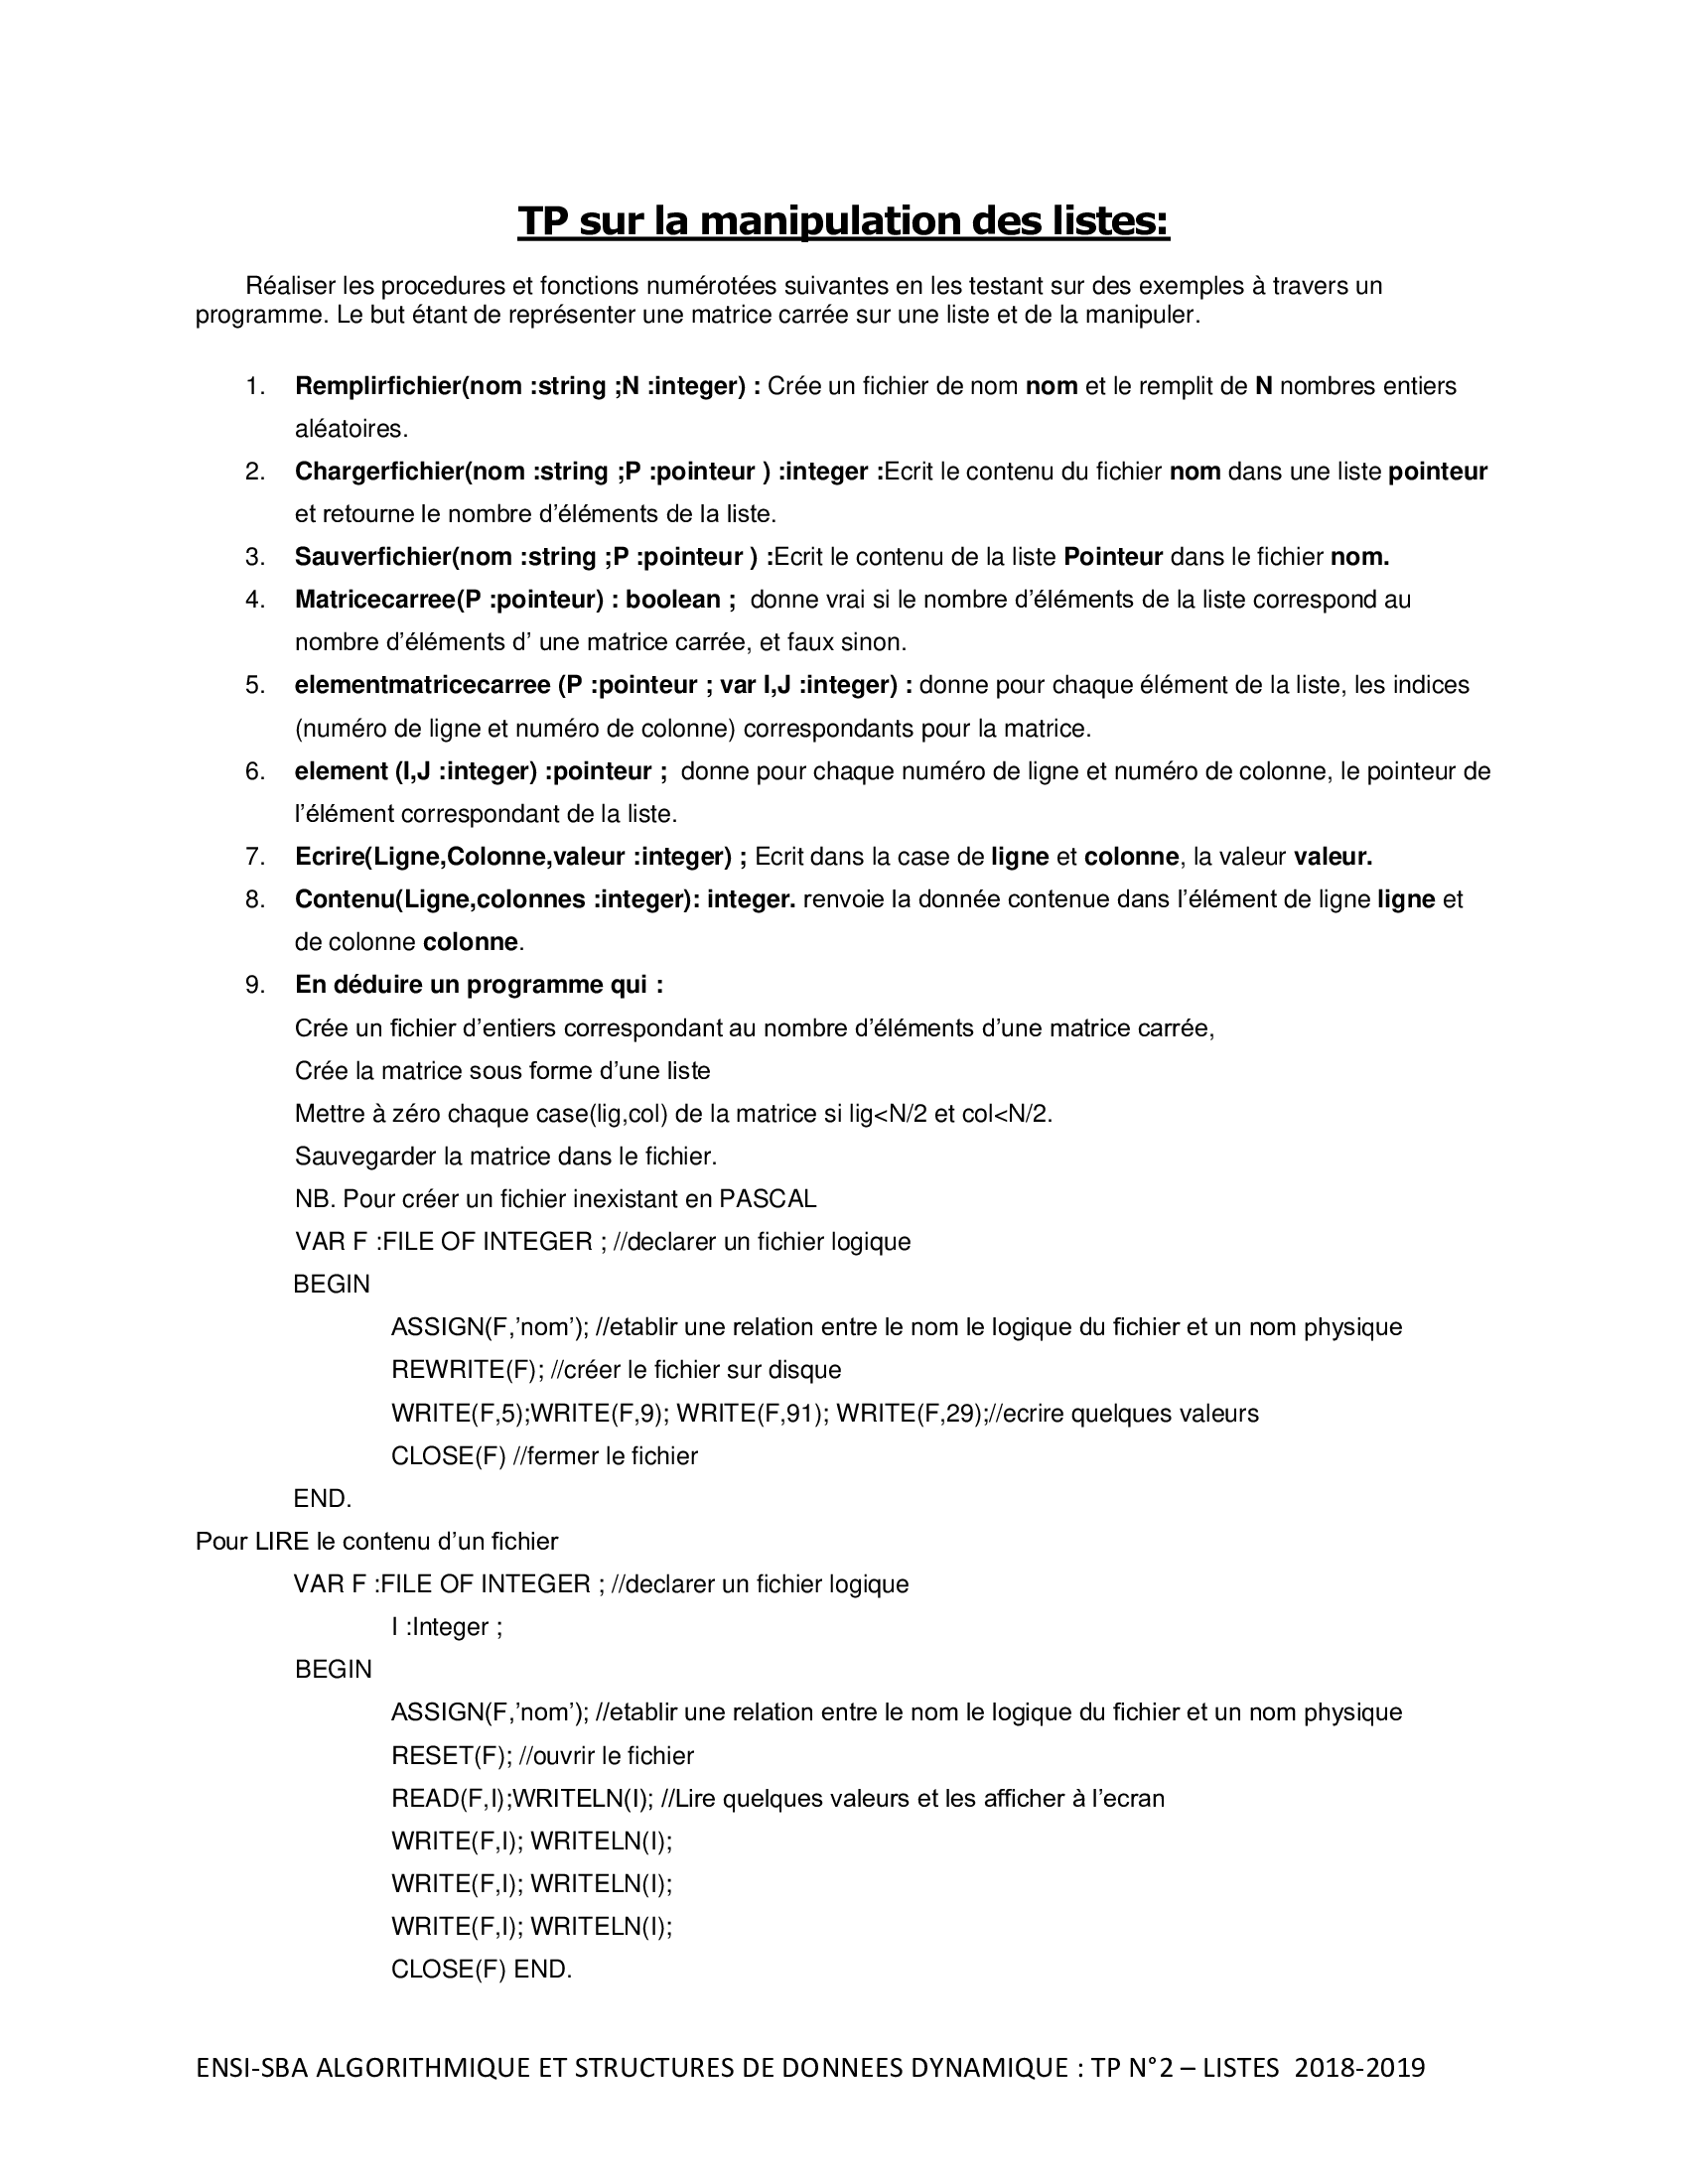 TP sur la manipulation des listes:
Réaliser les procedures et fonctions numérotées suivantes en les testant sur des exemples à travers un
programme. Le but étant de représenter une matrice carrée sur une liste et de la manipuler.
1. Remplirfichier(nom :string ;N :integer) : Crée un fichier de nom nom et le remplit de N nombres entiers
aléatoires.
2. Chargerfichier(nom :string ;P :pointeur ) :integer :Ecrit le contenu du fichier nom dans une liste pointeur
et retourne le nombre d’éléments de la liste.
3. Sauverfichier(nom :string ;P :pointeur ) :Ecrit le contenu de la liste Pointeur dans le fichier nom.
4. Matricecarree(P :pointeur) : boolean ; donne vrai si le nombre d’éléments de la liste correspond au
nombre d’éléments d’ une matrice carrée, et faux sinon.
5. elementmatricecarree (P :pointeur ; var I,J :integer) : donne pour chaque élément de la liste, les indices
(numéro de ligne et numéro de colonne) correspondants pour la matrice.
6. element (I,J :integer) :pointeur ; donne pour chaque numéro de ligne et numéro de colonne, le pointeur de
l’élément correspondant de la liste.
7. Ecrire(Ligne,Colonne,valeur :integer) ; Ecrit dans la case de ligne et colonne, la valeur valeur.
8. Contenu(Ligne,colonnes :integer): integer. renvoie la donnée contenue dans l’élément de ligne ligne et
de colonne colonne.
9. En déduire un programme qui :
Crée un fichier d’entiers correspondant au nombre d’éléments d’une matrice carrée,
Crée la matrice sous forme d’une liste
Mettre à zéro chaque case(lig,col) de la matrice si lig<N/2 et col<N/2.
Sauvegarder la matrice dans le fichier.
NB. Pour créer un fichier inexistant en PASCAL
VAR F :FILE OF INTEGER ; //declarer un fichier logique
BEGIN
ASSIGN(F,’nom’); //etablir une relation entre le nom le logique du fichier et un nom physique
REWRITE(F); //créer le fichier sur disque
WRITE(F,5);WRITE(F,9); WRITE(F,91); WRITE(F,29);//ecrire quelques valeurs
CLOSE(F) //fermer le fichier
END.
Pour LIRE le contenu d’un fichier
VAR F :FILE OF INTEGER ; //declarer un fichier logique
I :Integer ;
BEGIN
ASSIGN(F,’nom’); //etablir une relation entre le nom le logique du fichier et un nom physique
RESET(F); //ouvrir le fichier
READ(F,I);WRITELN(I); //Lire quelques valeurs et les afficher à l’ecran
WRITE(F,I); WRITELN(I);
WRITE(F,I); WRITELN(I);
WRITE(F,I); WRITELN(I);
CLOSE(F) END.
ENSI-SBA ALGORITHMIQUE ET STRUCTURES DE DONNEES DYNAMIQUE : TP N°2 – LISTES 2018-2019